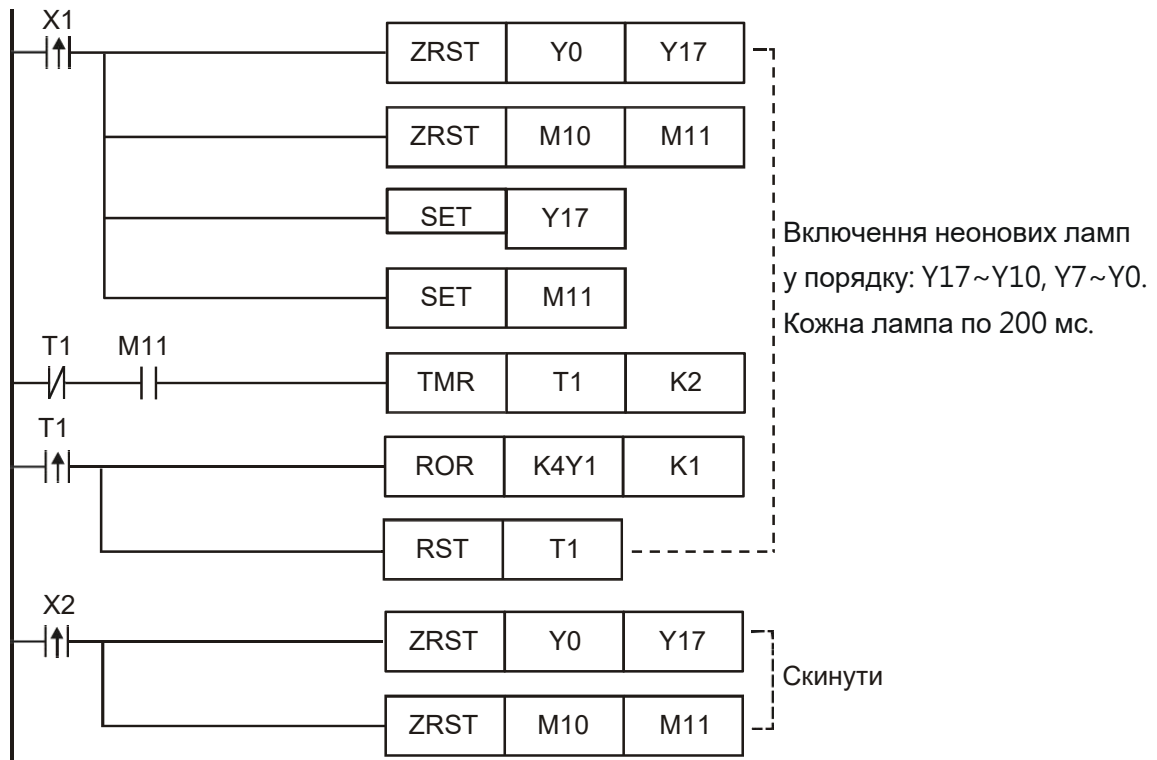 X1
ZRST Y0 Y17
ZRST M10 M11
SET Y17
SET M11
Включення неонових ламп
у порядку: Y17~Y10, Y7~Y0.
Кожна лампа по 200 мс.
T1 M11
TMR T1 K2
T1
ROR K4Y1 K1
RST T1
X2
ZRST Y0 Y17
Скинути
ZRST M10 M11